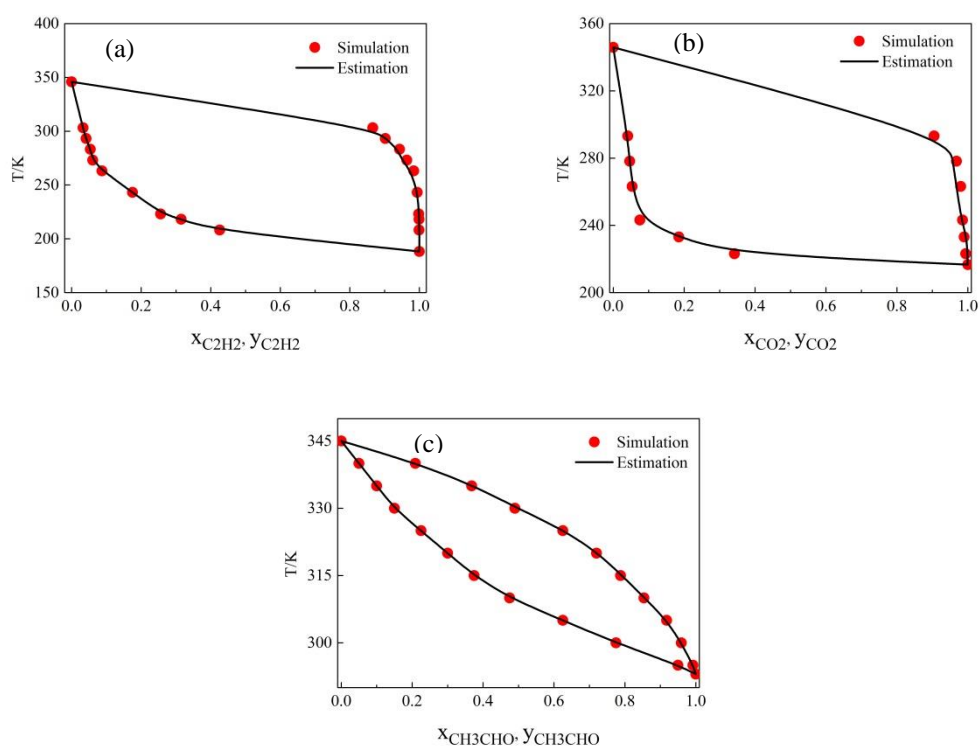 (a)
Simulation
Estimation
400
350
300
250
200
150
T/K
0.0 0.2 0.4 0.6 0.8 1.0
xC2H2, yC2H2
(b)
Simulation
Estimation
360
320
280
240
200
T/K
0.0 0.2 0.4 0.6 0.8 1.0
xCO2, yCO2
(c)
Simulation
Estimation
345
330
315
300
T/K
0.0 0.2 0.4 0.6 0.8 1.0
xCH3CHO, yCH3CHO